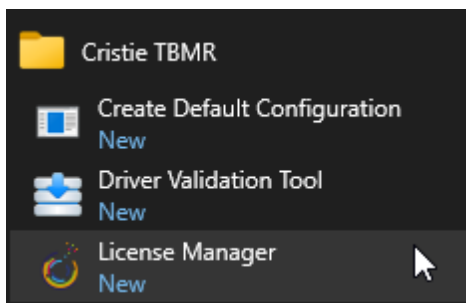 Cristie TBMR
Create Default Configuration
New
Driver Validation Tool
New
License Manager
New